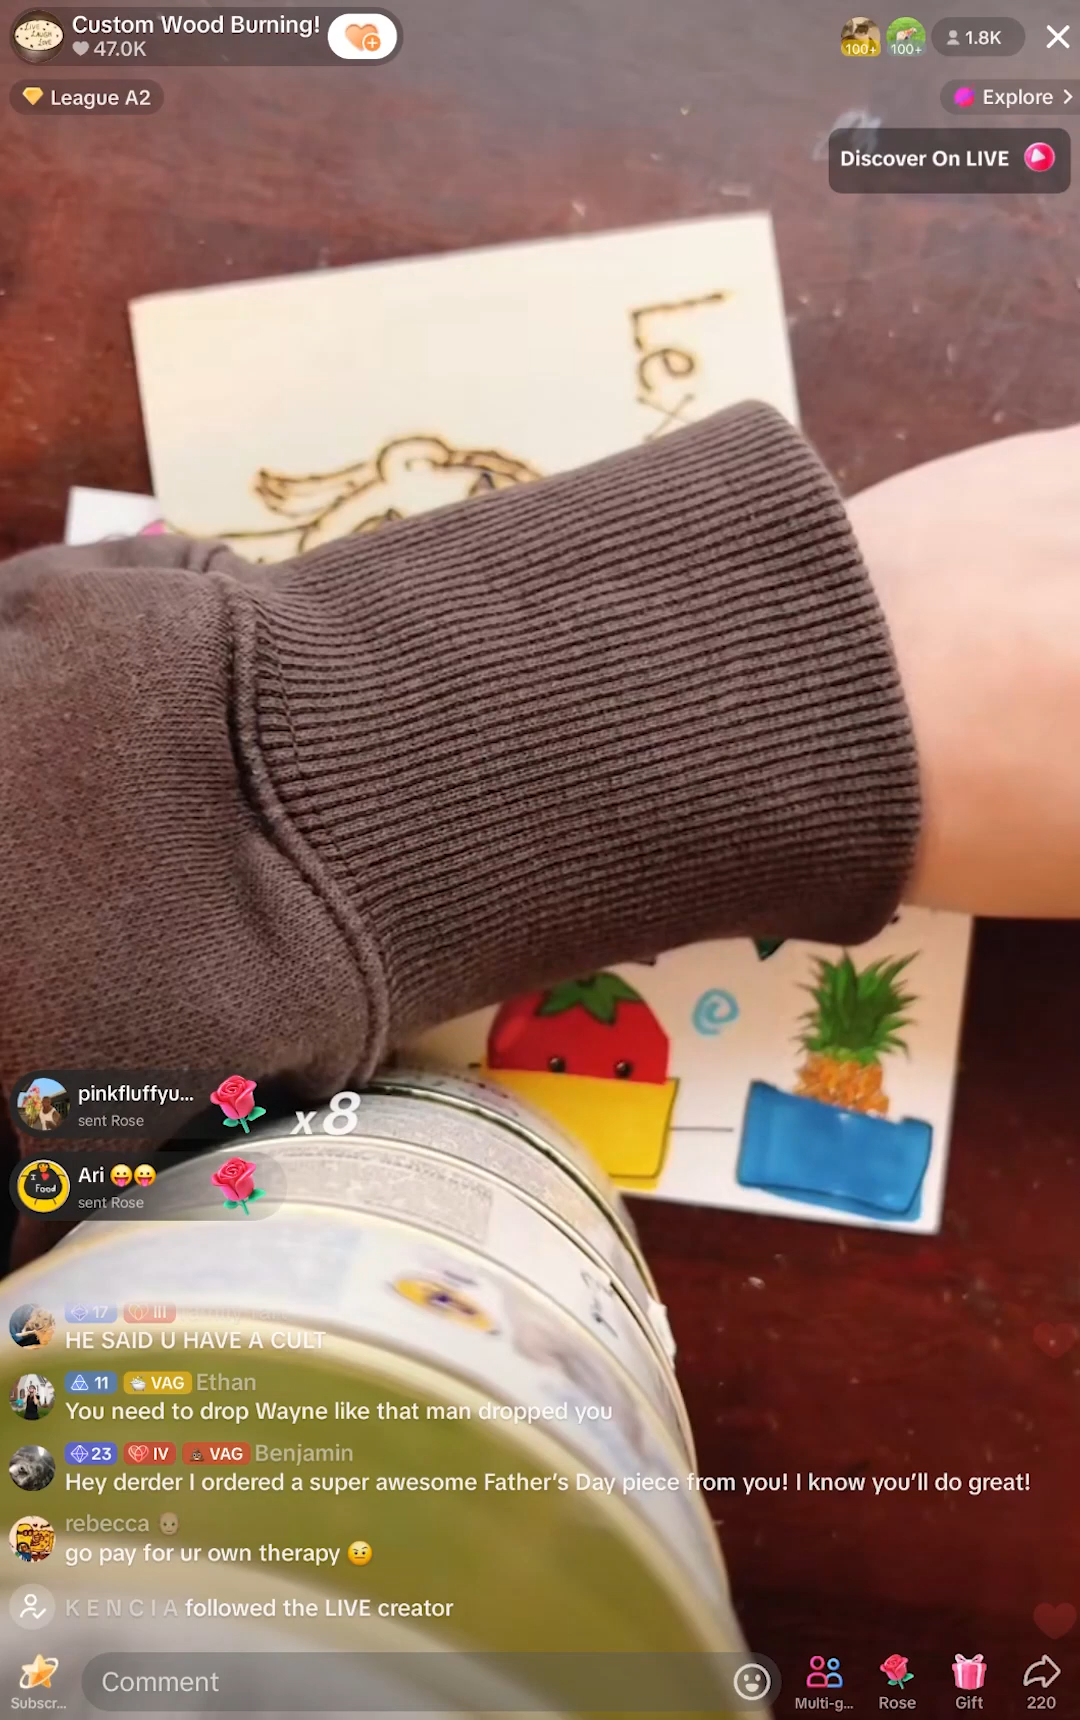 Custom Wood Burning!
47.0K
100+
100+
1.8K
League A2
Explore
Discover On LIVE
Lex
pinkfluffyu...
sent Rose
x8
Ari 😛😛
sent Rose
I ❤ Food
17 III
HE SAID U HAVE A CULT
11 VAG Ethan
You need to drop Wayne like that man dropped you
23 IV VAG Benjamin
Hey derder I ordered a super awesome Father's Day piece from you! I know you'll do great!
rebecca
go pay for ur own therapy 🤨
K E N C I A followed the LIVE creator
Subscr...
Comment
Multi-g...
Rose
Gift
220